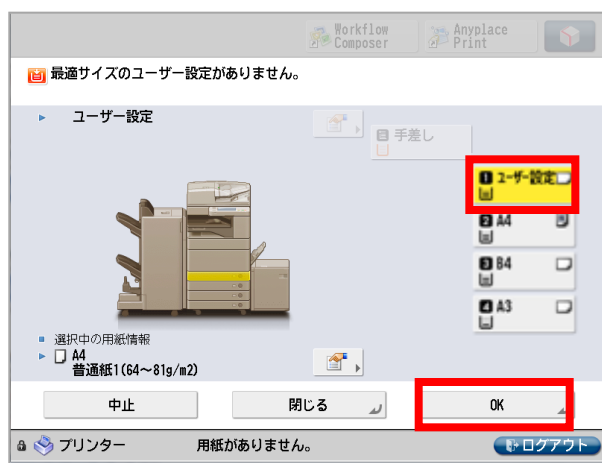 Workflow
Composer
Anyplace
Print
最適サイズのユーザー設定がありません。
ユーザー設定
手差し
1 ユーザー設定
2 A4
3 B4
4 A3
選択中の用紙情報
A4
普通紙1(64～81g/m2)
中止
閉じる
OK
プリンター
用紙がありません。
ログアウト